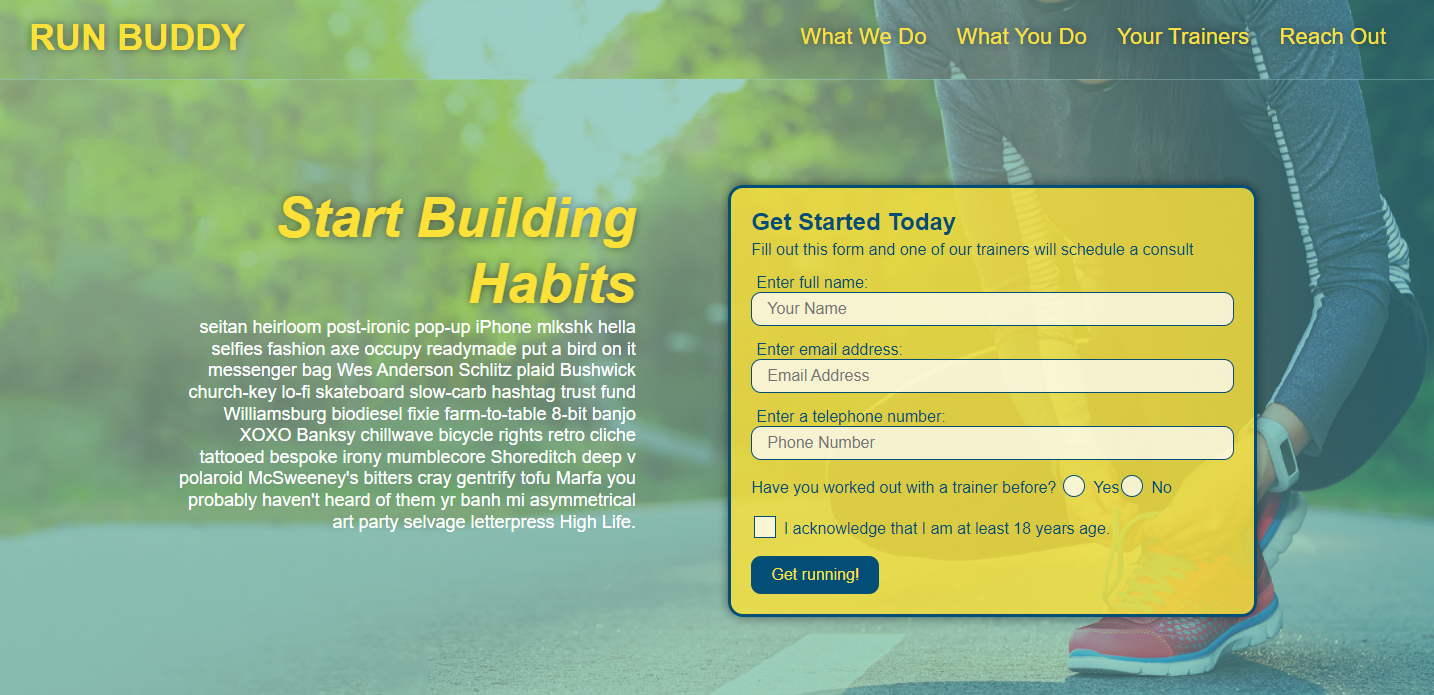 RUN BUDDY
What We Do What You Do Your Trainers Reach Out
Start Building
Habits
seitan heirloom post-ironic pop-up iPhone mlkshk hella
selfies fashion axe occupy readymade put a bird on it
messenger bag Wes Anderson Schlitz plaid Bushwick
church-key lo-fi skateboard slow-carb hashtag trust fund
Williamsburg biodiesel fixie farm-to-table 8-bit banjo
XOXO Banksy chillwave bicycle rights retro cliche
tattooed bespoke irony mumblecore Shoreditch deep v
polaroid McSweeney's bitters cray gentrify tofu Marfa you
probably haven't heard of them yr banh mi asymmetrical
art party selvage letterpress High Life.
Get Started Today
Fill out this form and one of our trainers will schedule a consult
Enter full name:
Your Name
Enter email address:
Email Address
Enter a telephone number:
Phone Number
Have you worked out with a trainer before? Yes No
I acknowledge that I am at least 18 years age.
Get running!